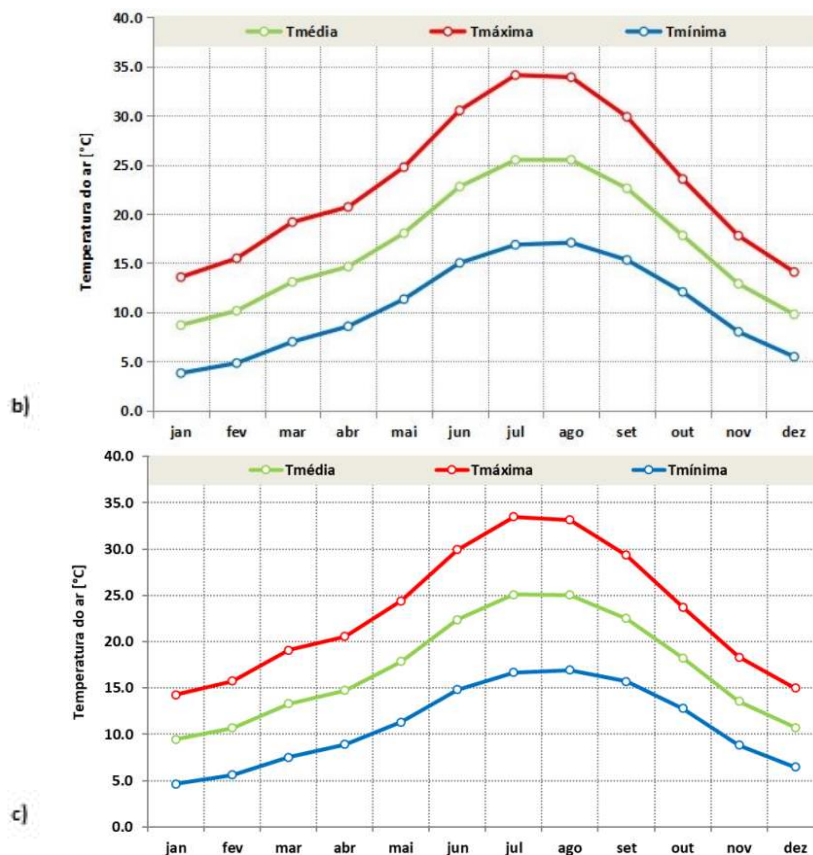 40.0
Tmédia Tmáxima Tmínima
35.0
30.0
25.0
20.0
15.0
10.0
5.0
0.0
Temperatura do ar [°C]
b)
jan fev mar abr mai jun jul ago set out nov dez
40.0
Tmédia Tmáxima Tmínima
35.0
30.0
25.0
20.0
15.0
10.0
5.0
0.0
Temperatura do ar [°C]
c)
jan fev mar abr mai jun jul ago set out nov dez